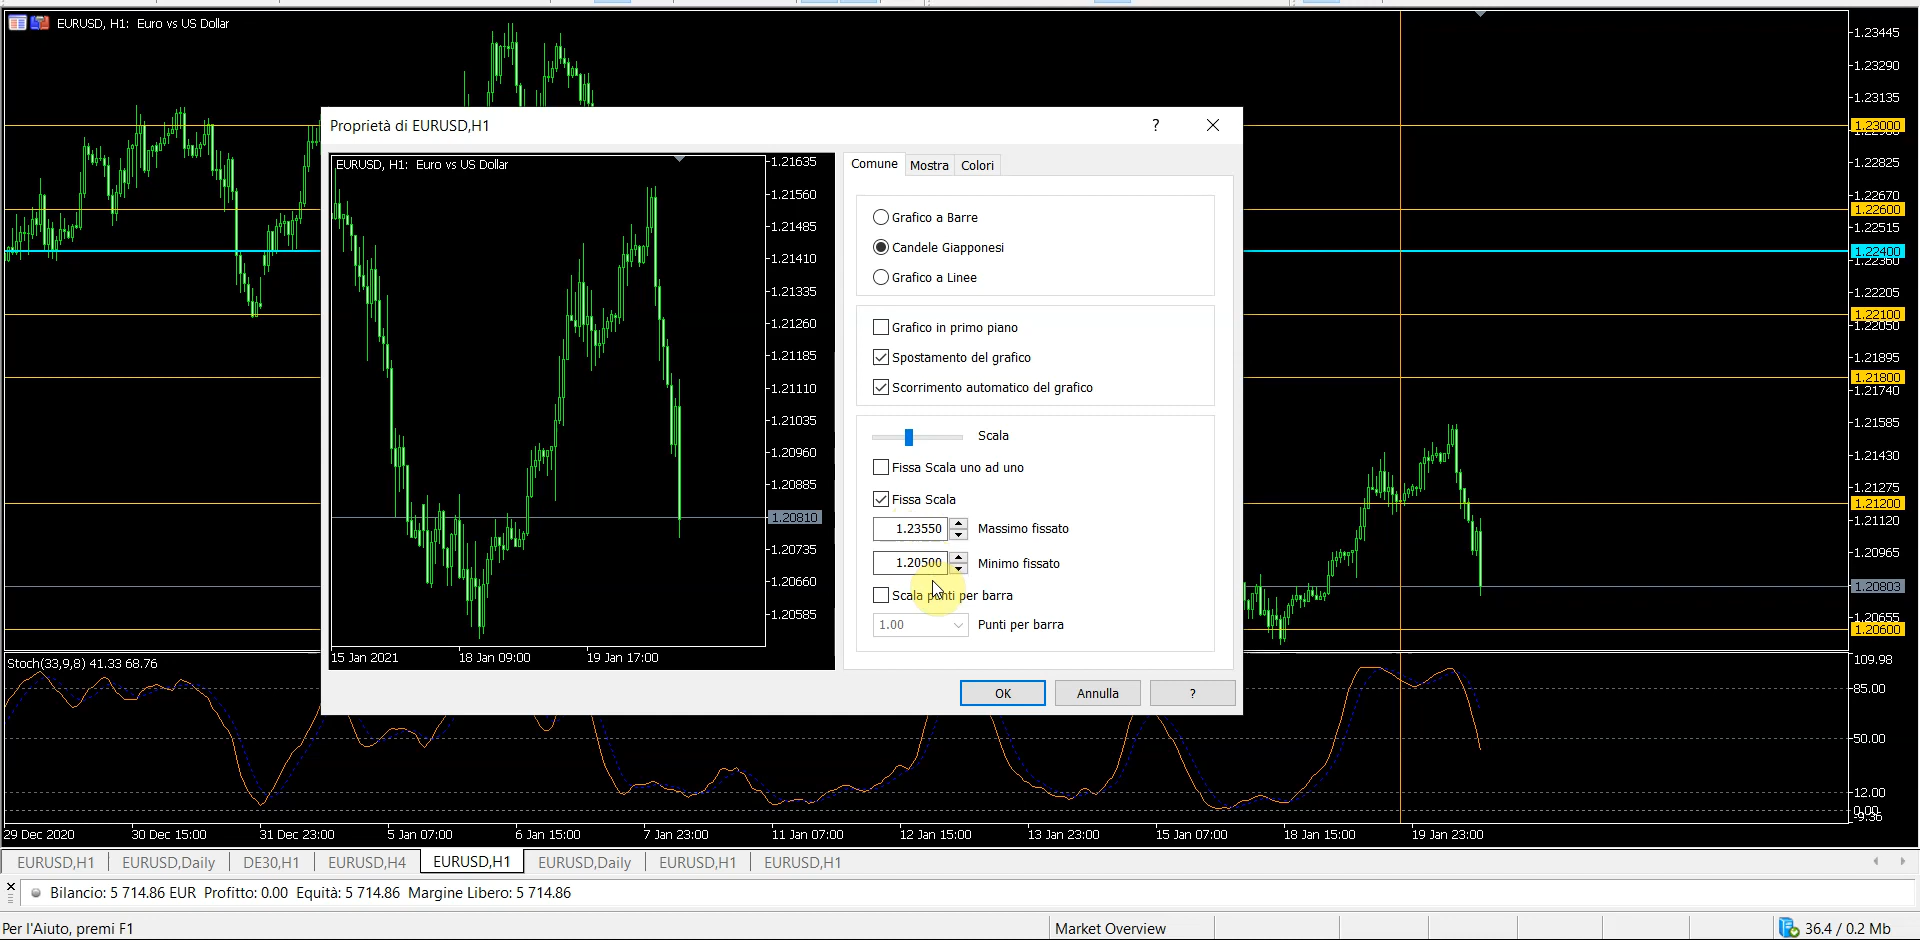 EURUSD, H1: Euro vs US Dollar
1.23445
1.23290
1.23135
1.23000
1.22825
1.22670
1.22600
1.22515
1.22400
1.22360
1.22205
1.22100
1.22050
1.21895
1.21800
1.21740
1.21585
1.21430
1.21275
1.21200
1.21120
1.20965
1.20803
1.20655
1.20600
Proprietà di EURUSD,H1
?
EURUSD, H1: Euro vs US Dollar
1.21635
1.21560
1.21485
1.21410
1.21335
1.21260
1.21185
1.21110
1.21035
1.20960
1.20885
1.20810
1.20735
1.20660
1.20585
15 Jan 2021 18 Jan 09:00 19 Jan 17:00
Comune Mostra Colori
Grafico a Barre
Candele Giapponesi
Grafico a Linee
Grafico in primo piano
Spostamento del grafico
Scorrimento automatico del grafico
Scala
Fissa Scala uno ad uno
Fissa Scala
1.23550 Massimo fissato
1.20500 Minimo fissato
Scala punti per barra
1.00 Punti per barra
OK Annulla ?
Stoch(33,9,8) 41.33 68.76
109.98
85.00
50.00
12.00
29 Dec 2020 30 Dec 15:00 31 Dec 23:00 5 Jan 07:00 6 Jan 15:00 7 Jan 23:00 11 Jan 07:00 12 Jan 15:00 13 Jan 23:00 15 Jan 07:00 18 Jan 15:00 19 Jan 23:00
EURUSD,H1 EURUSD,Daily DE30,H1 EURUSD,H4 EURUSD,H1 EURUSD,Daily EURUSD,H1 EURUSD,H1
Bilancio: 5 714.86 EUR Profitto: 0.00 Equità: 5 714.86 Margine Libero: 5 714.86
Per l'Aiuto, premi F1 Market Overview 36.4 / 0.2 Mb